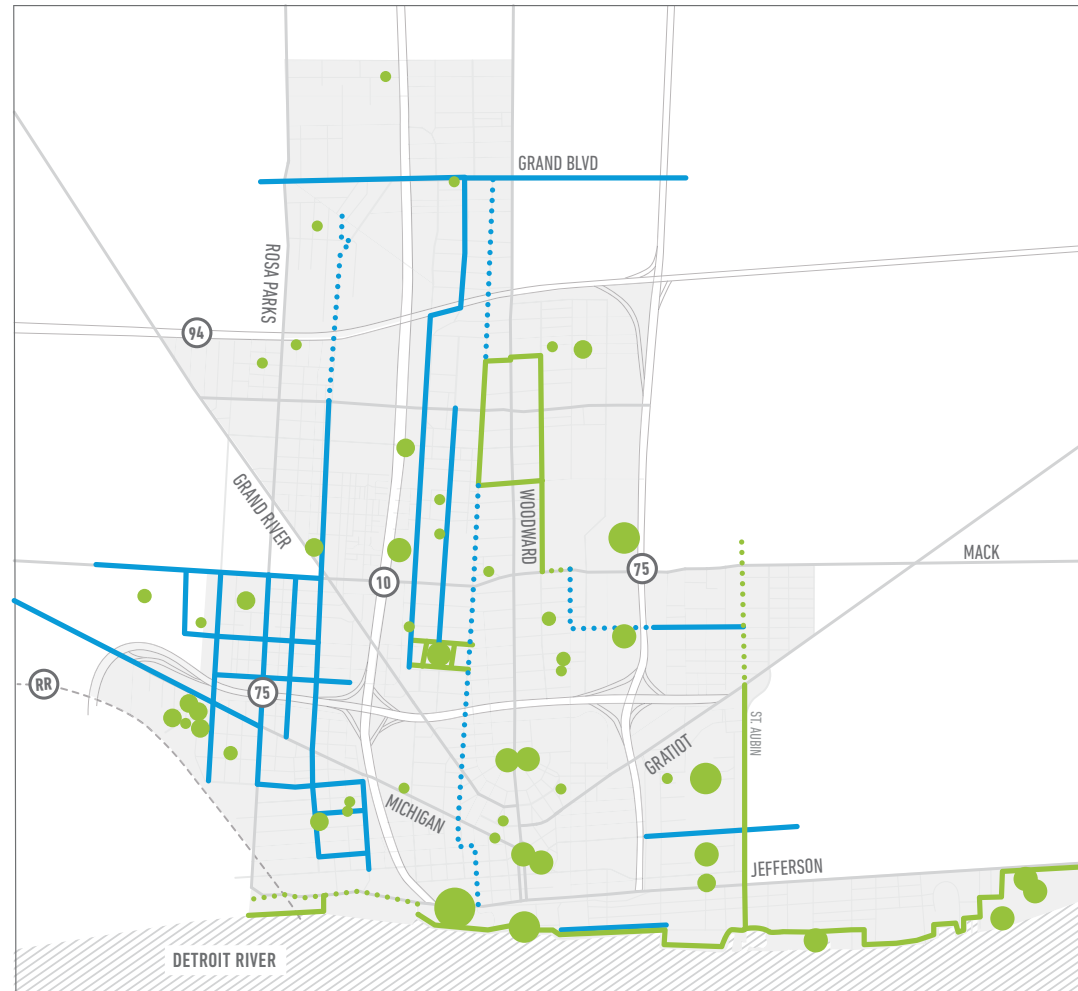 GRAND BLVD
ROSA PARKS
94
GRAND RIVER
WOODWARD
MACK
10
75
RR
75
ST. AUBIN
GRATIOT
MICHIGAN
JEFFERSON
DETROIT RIVER